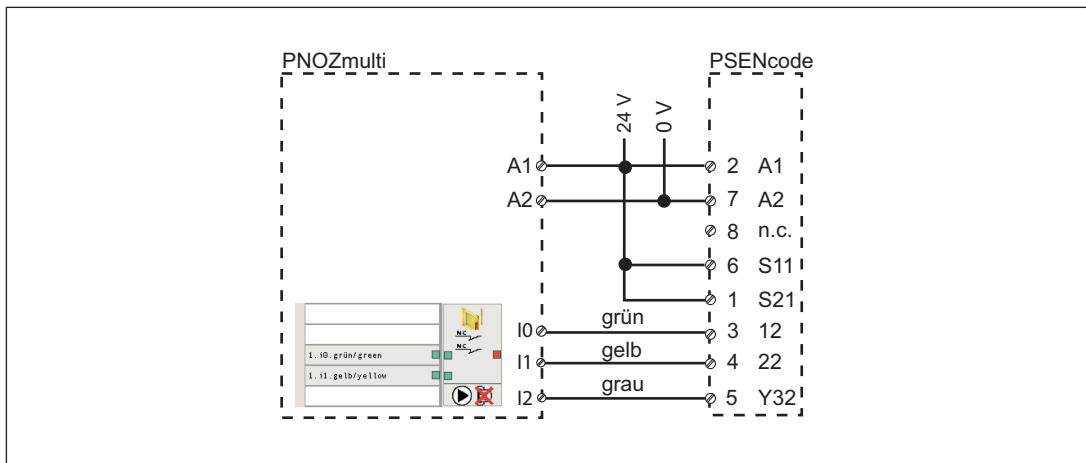 PNOZmulti
PSENcode
24 V
0 V
A1
2 A1
A2
7 A2
8 n.c.
6 S11
1 S21
N.C.
N.C.
1.i0.grün/green
1.i1.gelb/yellow
I0 grün 3 12
I1 gelb 4 22
I2 grau 5 Y32